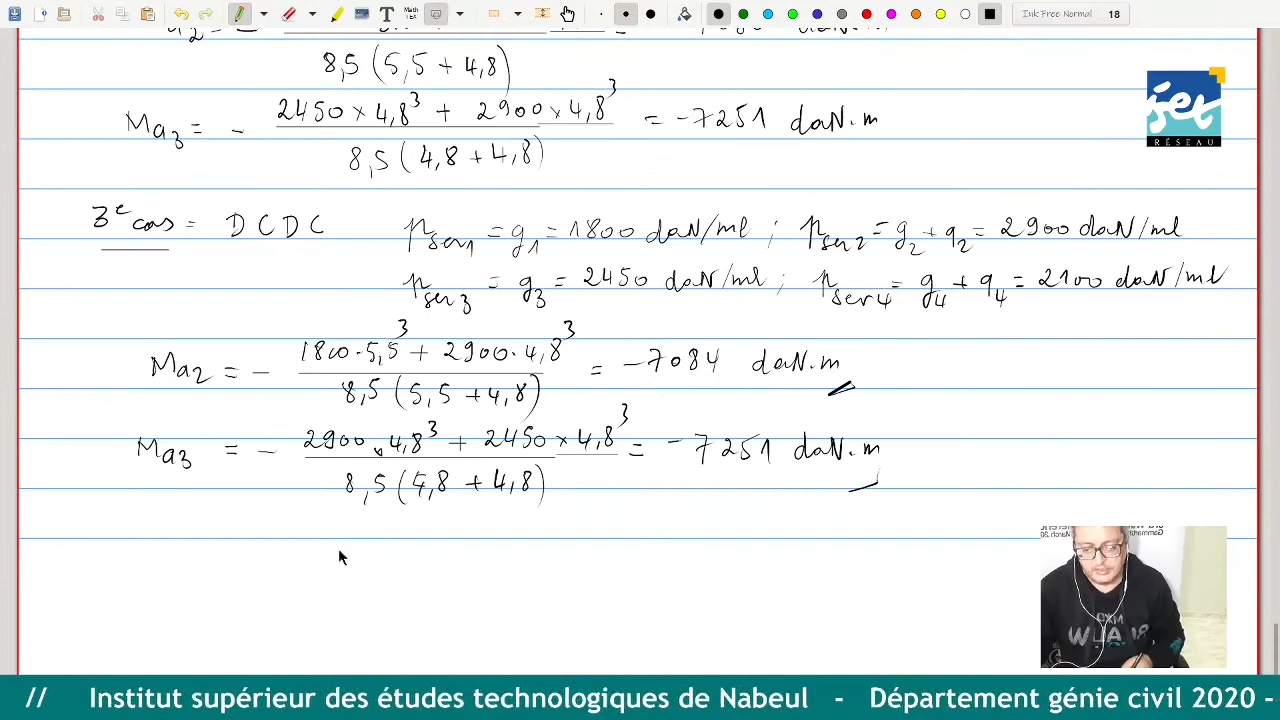 Math
TEX
Ink Free Normal 18
8,5 (5,5 + 4,8)
Ma3 = - 2450 × 4,8³ + 2900 × 4,8³ = -7251 daN.m
8,5 (4,8 + 4,8)
3e cas = DCDC pser1 = g1 = 1800 daN/ml ; pser2 = g2 + q2 = 2900 daN/ml
pser3 = g3 = 2450 daN/ml ; pser4 = g4 + q4 = 2100 daN/ml
Ma2 = - 1800 . 5,5³ + 2900 . 4,8³ = -7084 daN.m
8,5 (5,5 + 4,8)
Ma3 = - 2900 . 4,8³ + 2450 × 4,8³ = -7251 daN.m
8,5 (4,8 + 4,8)
iset
RÉSEAU
// Institut supérieur des études technologiques de Nabeul - Département génie civil 2020 -